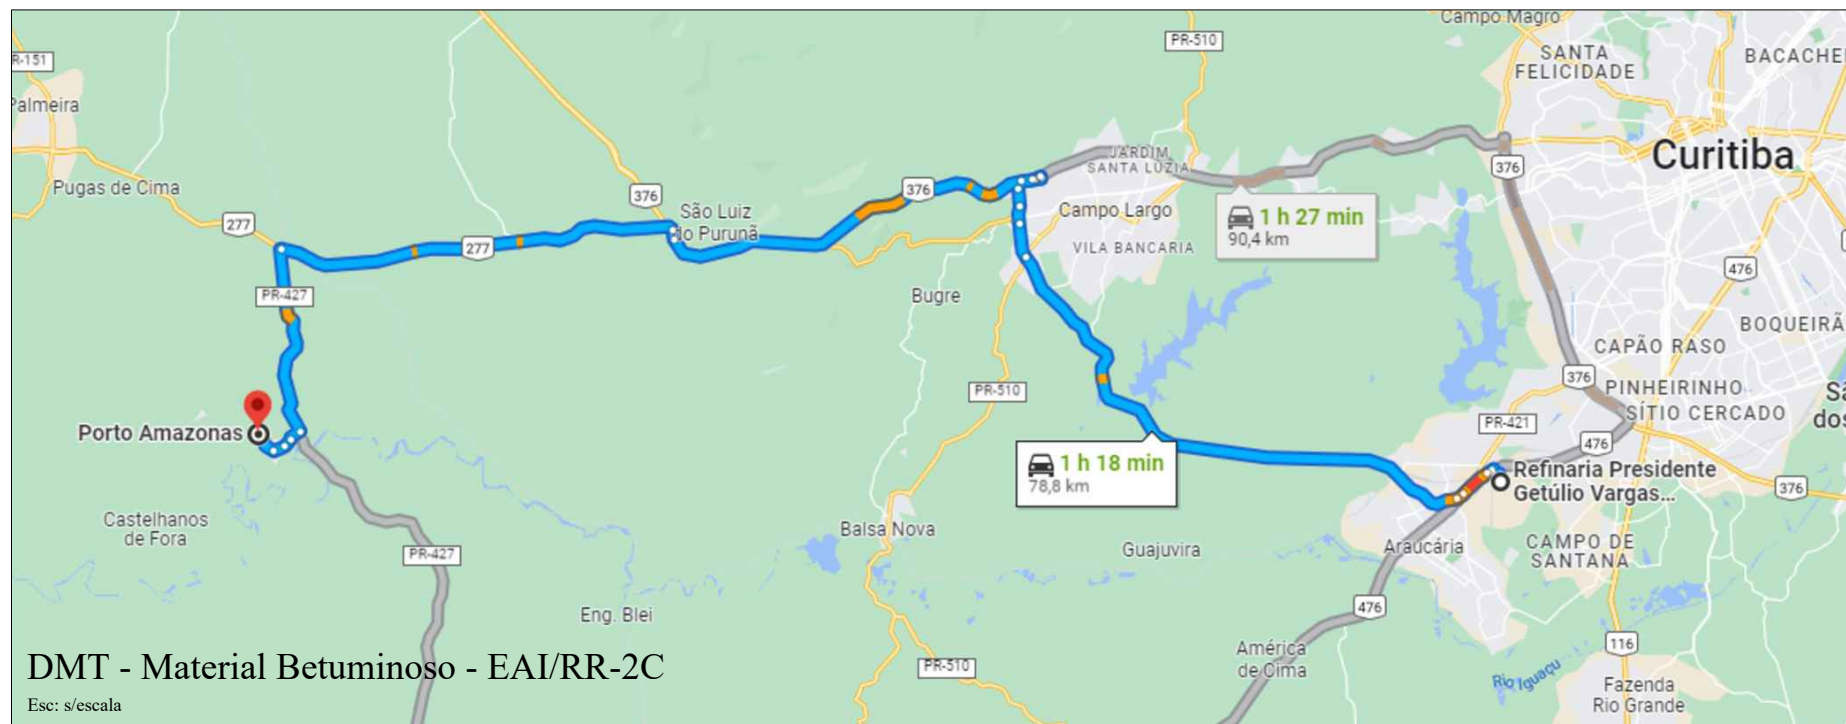 Campo Magro
PR-510
SANTA
FELICIDADE
BACACHE
R-151
Palmeira
Curitiba
JARDIM
SANTA LUZIA
376
Pugas de Cima
376
376
São Luiz
do Purunã
Campo Largo
1 h 27 min
90,4 km
277
277
VILA BANCARIA
476
PR-427
Bugre
BOQUEIRÃ
CAPÃO RASO
376
PINHEIRINHO
PR-510
SÍTIO CERCADO
Sã
dos
PR-421
Porto Amazonas
476
1 h 18 min
78,8 km
Refinaria Presidente
Getúlio Vargas...
376
Castelhanos
de Fora
Balsa Nova
PR-427
Guajuvira
Araucária
CAMPO DE
SANTANA
476
Eng. Blei
América
de Cima
116
PR-510
Rio Iguaçu
Fazenda
Rio Grande
DMT - Material Betuminoso - EAI/RR-2C
Esc: s/escala